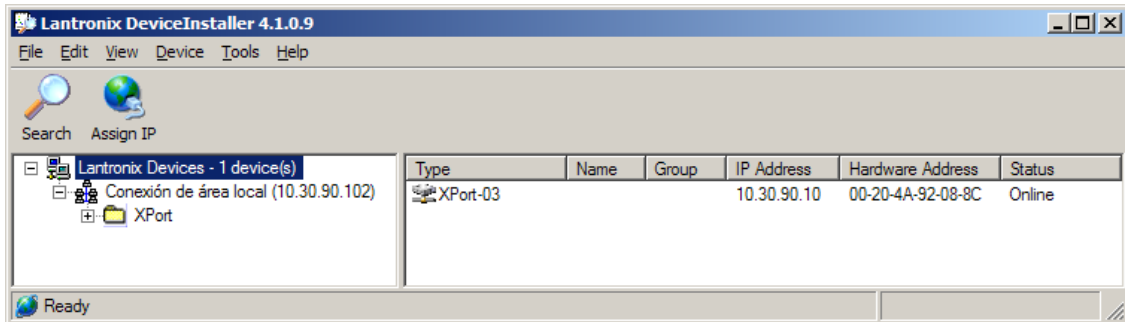 Lantronix DeviceInstaller 4.1.0.9
File Edit View Device Tools Help
Search Assign IP
Lantronix Devices - 1 device(s)
Conexión de área local (10.30.90.102)
XPort
Type Name Group IP Address Hardware Address Status
XPort-03 10.30.90.10 00-20-4A-92-08-8C Online
Ready